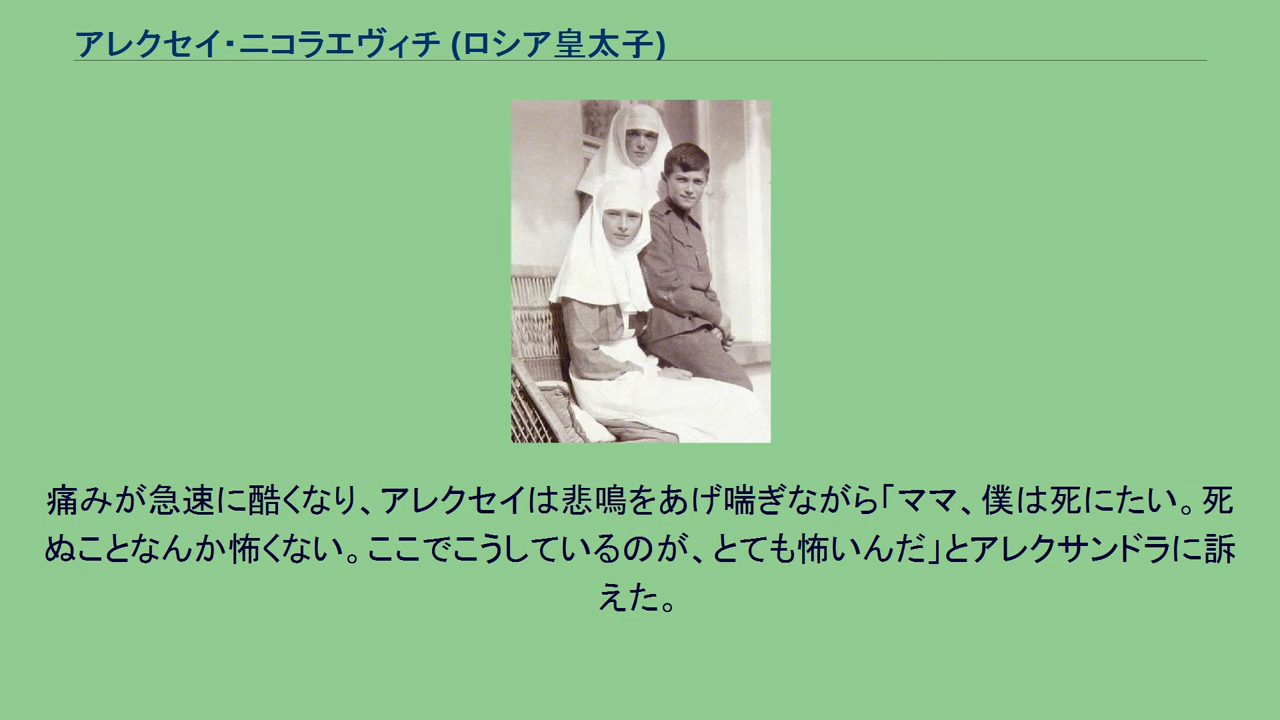 アレクセイ・ニコラエヴィチ (ロシア皇太子)
痛みが急速に酷くなり、アレクセイは悲鳴をあげ喘ぎながら「ママ、僕は死にたい。死
ぬことなんか怖くない。ここでこうしているのが、とても怖いんだ」とアレクサンドラに訴
えた。